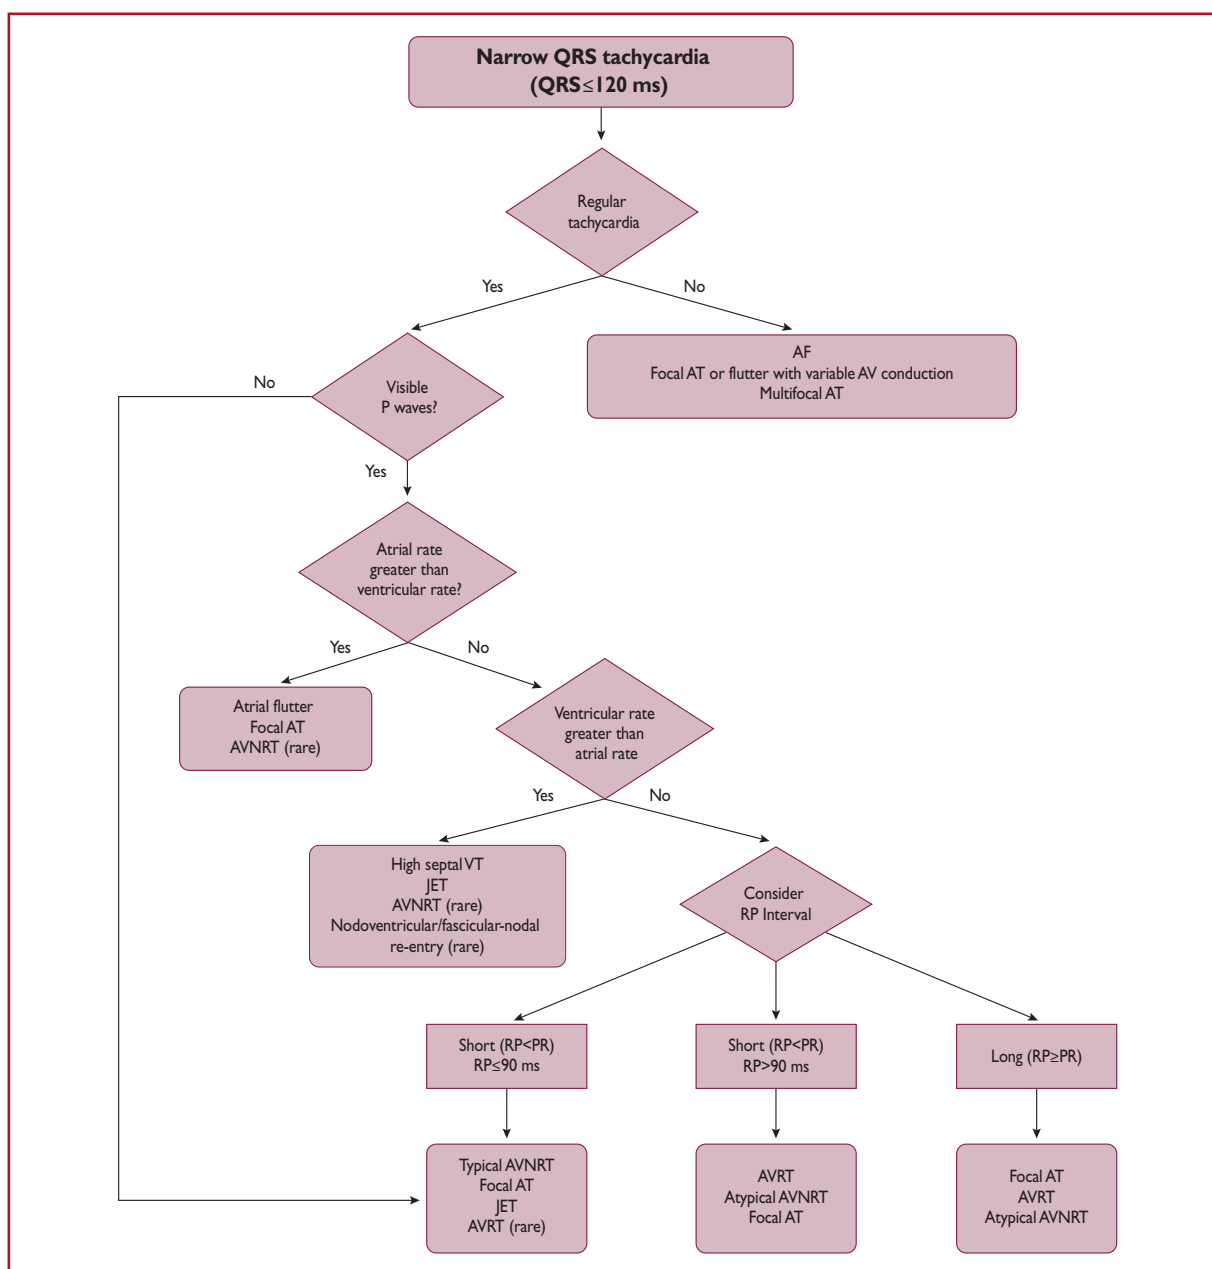 Narrow QRS tachycardia
(QRS≤120 ms)
Regular
tachycardia
Yes
No
AF
Focal AT or flutter with variable AV conduction
Multifocal AT
No
Visible
P waves?
Yes
Atrial rate
greater than
ventricular rate?
Yes
No
Atrial flutter
Focal AT
AVNRT (rare)
Ventricular rate
greater than
atrial rate
Yes
No
High septal VT
JET
AVNRT (rare)
Nodoventricular/fascicular-nodal
re-entry (rare)
Consider
RP Interval
Short (RP<PR)
RP≤90 ms
Short (RP<PR)
RP>90 ms
Long (RP≥PR)
Typical AVNRT
Focal AT
JET
AVRT (rare)
AVRT
Atypical AVNRT
Focal AT
Focal AT
AVRT
Atypical AVNRT